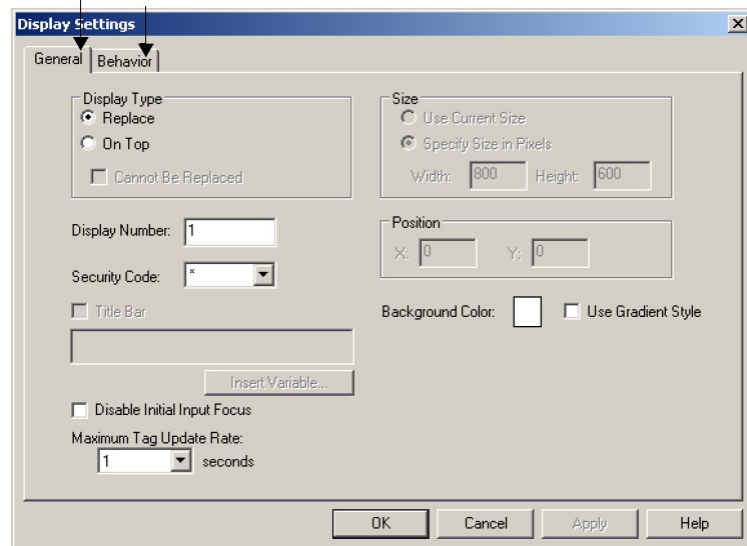 Display Settings
General
Behavior
Display Type
Replace
On Top
Cannot Be Replaced
Size
Use Current Size
Specify Size in Pixels
Width: 800 Height: 600
Display Number: 1
Position
X: 0 Y: 0
Security Code: *
Title Bar
Background Color:
Use Gradient Style
Insert Variable...
Disable Initial Input Focus
Maximum Tag Update Rate:
1 seconds
OK
Cancel
Apply
Help